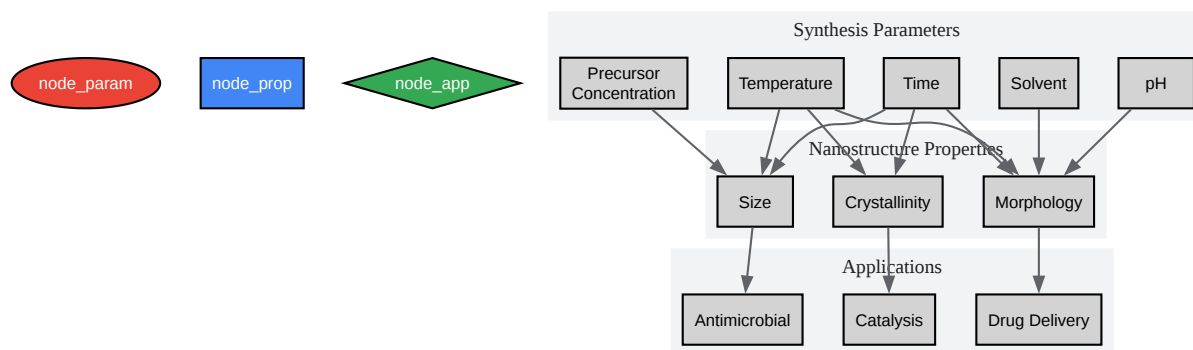 Synthesis Parameters
node_param
node_prop
node_app
Precursor
Concentration
Temperature
Time
Solvent
pH
Nanostructure Properties
Size
Crystallinity
Morphology
Applications
Antimicrobial
Catalysis
Drug Delivery